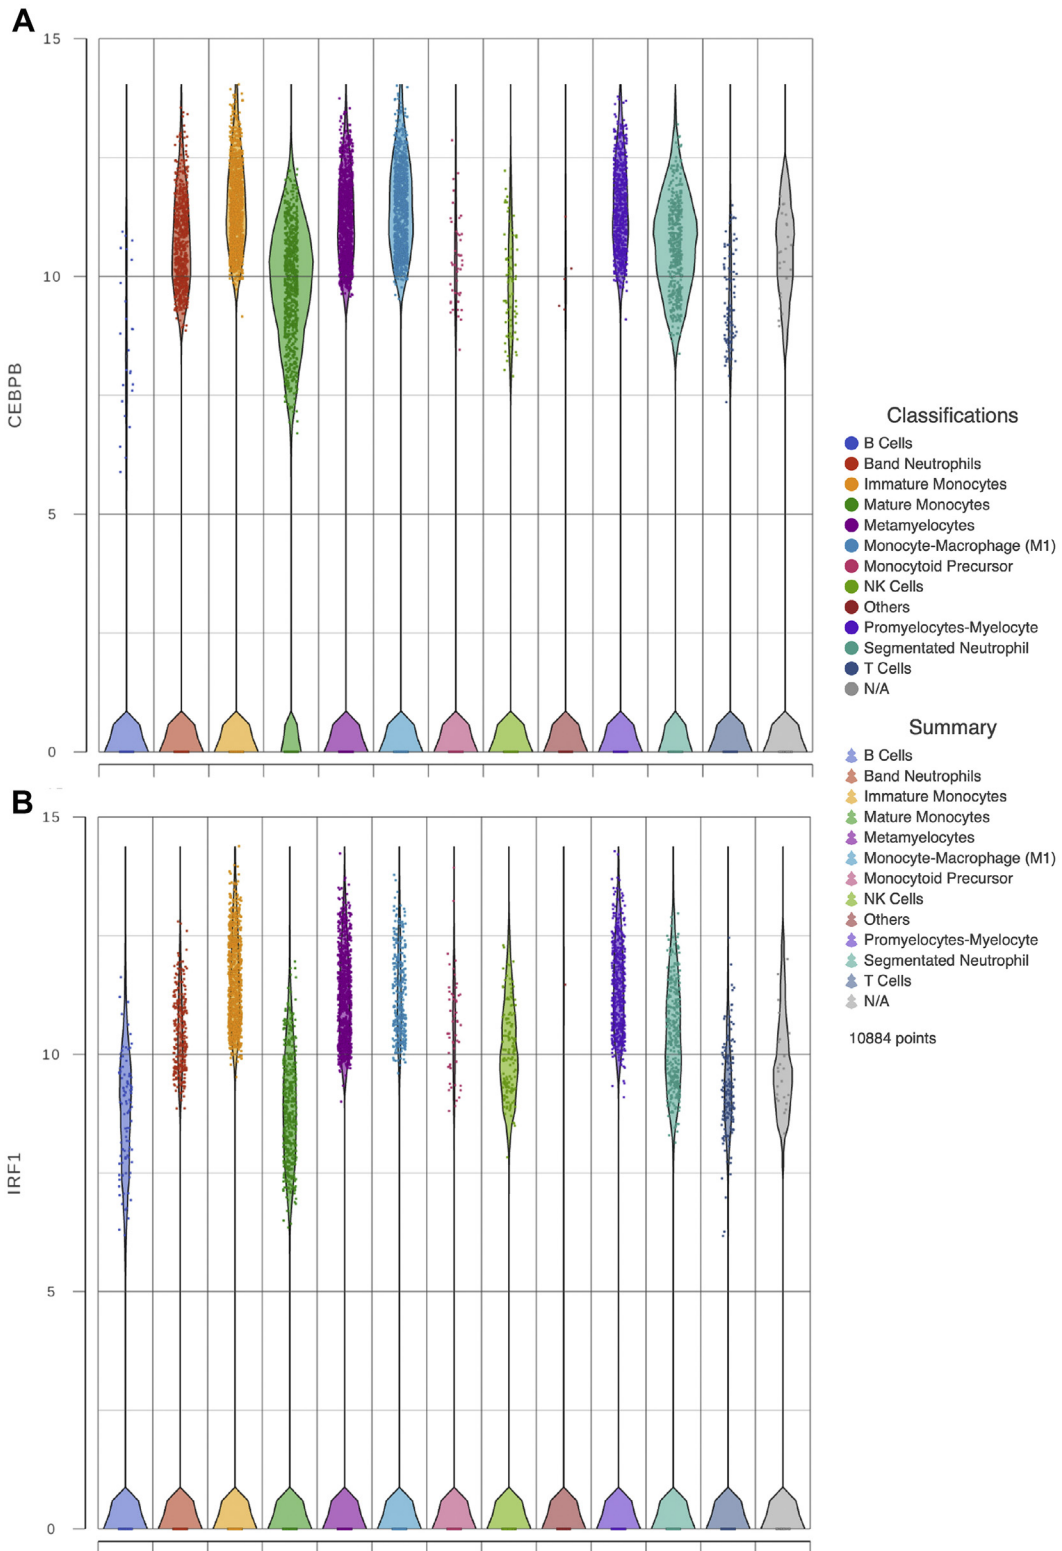 A
15
10
5
0
CEBPB
Classifications
B Cells
Band Neutrophils
Immature Monocytes
Mature Monocytes
Metamyelocytes
Monocyte-Macrophage (M1)
Monocytoid Precursor
NK Cells
Others
Promyelocytes-Myelocyte
Segmentated Neutrophil
T Cells
N/A
Summary
B Cells
Band Neutrophils
Immature Monocytes
Mature Monocytes
Metamyelocytes
Monocyte-Macrophage (M1)
Monocytoid Precursor
NK Cells
Others
Promyelocytes-Myelocyte
Segmentated Neutrophil
T Cells
N/A
10884 points
B
15
10
5
0
IRF1